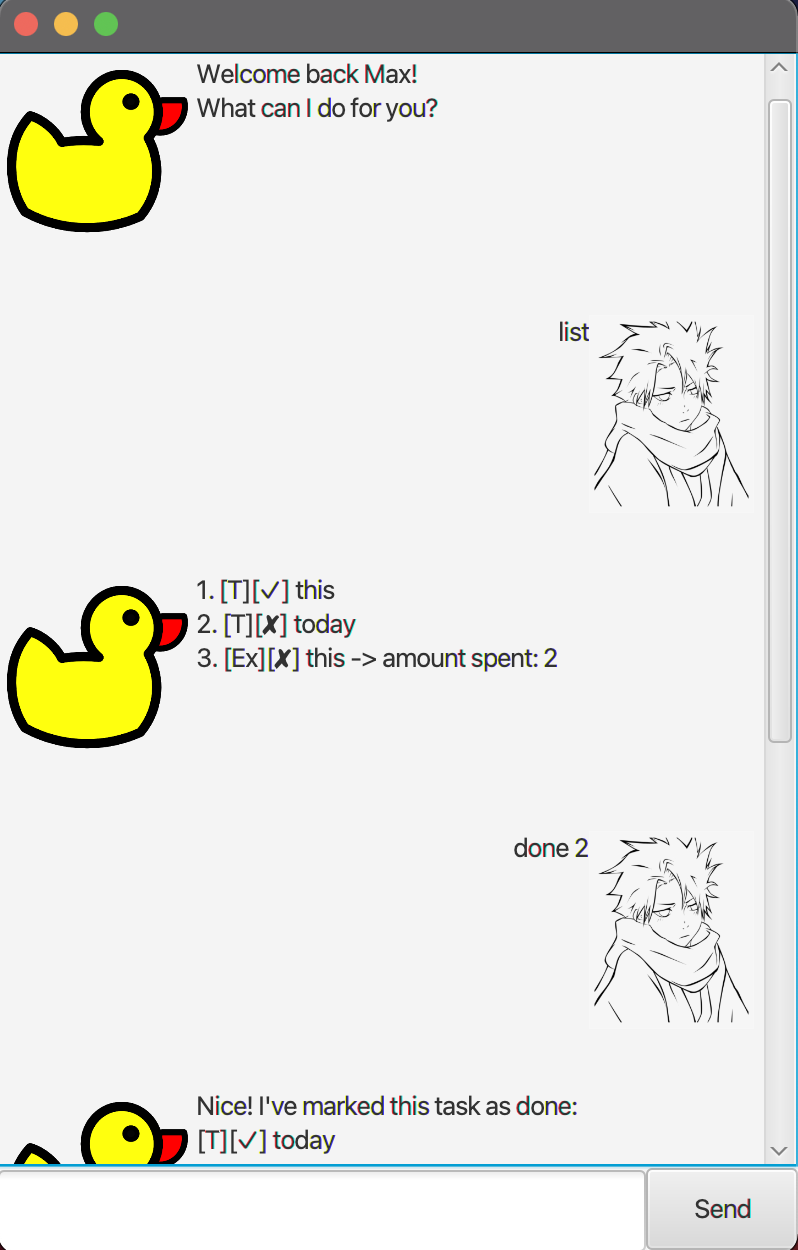 Welcome back Max!
What can I do for you?
list
1. [T][✓] this
2. [T][✘] today
3. [Ex][✘] this -> amount spent: 2
done 2
Nice! I've marked this task as done:
[T][✓] today
Send